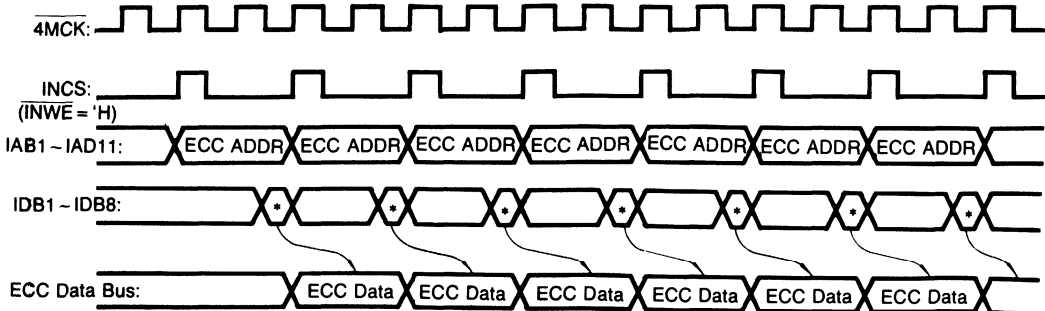 4MCK:
INCS:
(INWE = 'H)
IAB1 ~ IAD11: ECC ADDR ECC ADDR ECC ADDR ECC ADDR ECC ADDR ECC ADDR ECC ADDR
IDB1 ~ IDB8: * * * * * * *
ECC Data Bus: ECC Data ECC Data ECC Data ECC Data ECC Data ECC Data